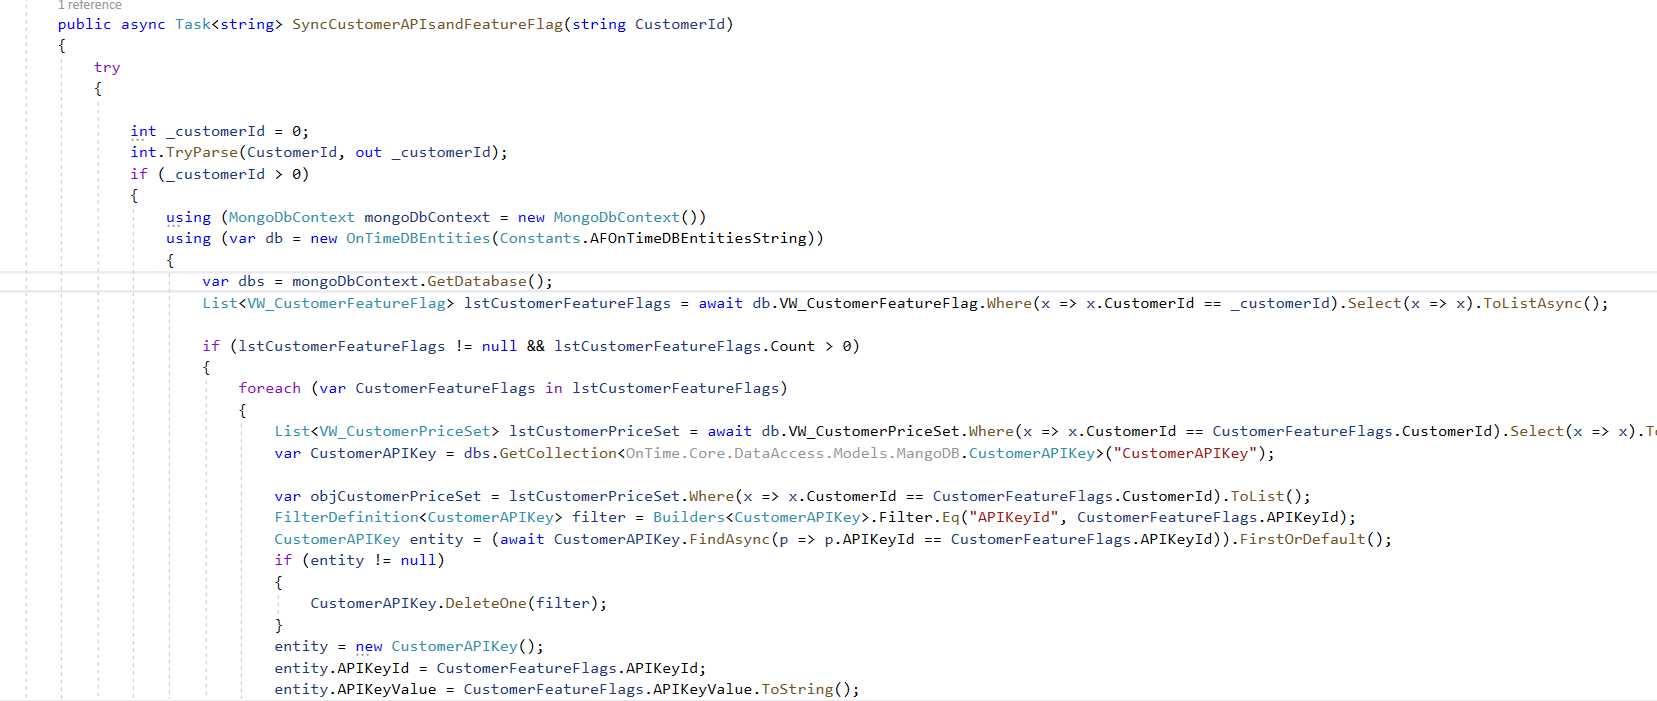 1 reference
public async Task<string> SyncCustomerAPIsandFeatureFlag(string CustomerId)
{
try
{
int _customerId = 0;
int.TryParse(CustomerId, out _customerId);
if (_customerId > 0)
{
using (MongoDbContext mongoDbContext = new MongoDbContext())
using (var db = new OnTimeDBEntities(Constants.AFOnTimeDBEntitiesString))
{
var dbs = mongoDbContext.GetDatabase();
List<VW_CustomerFeatureFlag> lstCustomerFeatureFlags = await db.VW_CustomerFeatureFlag.Where(x => x.CustomerId == _customerId).Select(x => x).ToListAsync();
if (lstCustomerFeatureFlags != null && lstCustomerFeatureFlags.Count > 0)
{
foreach (var CustomerFeatureFlags in lstCustomerFeatureFlags)
{
List<VW_CustomerPriceSet> lstCustomerPriceSet = await db.VW_CustomerPriceSet.Where(x => x.CustomerId == CustomerFeatureFlags.CustomerId).Select(x => x).
var CustomerAPIKey = dbs.GetCollection<OnTime.Core.DataAccess.Models.MangoDB.CustomerAPIKey>("CustomerAPIKey");
var objCustomerPriceSet = lstCustomerPriceSet.Where(x => x.CustomerId == CustomerFeatureFlags.CustomerId).ToList();
FilterDefinition<CustomerAPIKey> filter = Builders<CustomerAPIKey>.Filter.Eq("APIKeyId", CustomerFeatureFlags.APIKeyId);
CustomerAPIKey entity = (await CustomerAPIKey.FindAsync(p => p.APIKeyId == CustomerFeatureFlags.APIKeyId)).FirstOrDefault();
if (entity != null)
{
CustomerAPIKey.DeleteOne(filter);
}
entity = new CustomerAPIKey();
entity.APIKeyId = CustomerFeatureFlags.APIKeyId;
entity.APIKeyValue = CustomerFeatureFlags.APIKeyValue.ToString();